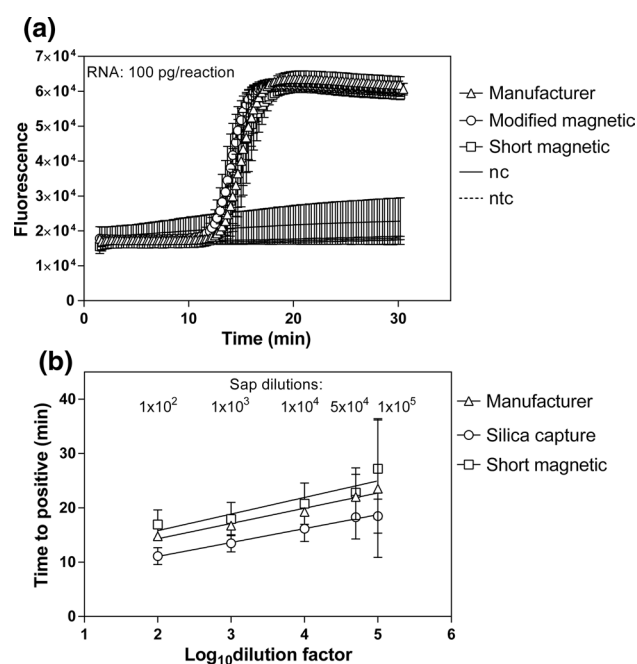 (a)
7×10⁴
6×10⁴
5×10⁴
4×10⁴
3×10⁴
2×10⁴
1×10⁴
0
Fluorescence
RNA: 100 pg/reaction
0 10 20 30
Time (min)
Manufacturer
Modified magnetic
Short magnetic
nc
ntc
(b)
40
30
20
10
0
Time to positive (min)
Sap dilutions:
1x10² 1x10³ 1x10⁴ 5x10⁴ 1x10⁵
1 2 3 4 5 6
Log₁₀dilution factor
Manufacturer
Silica capture
Short magnetic